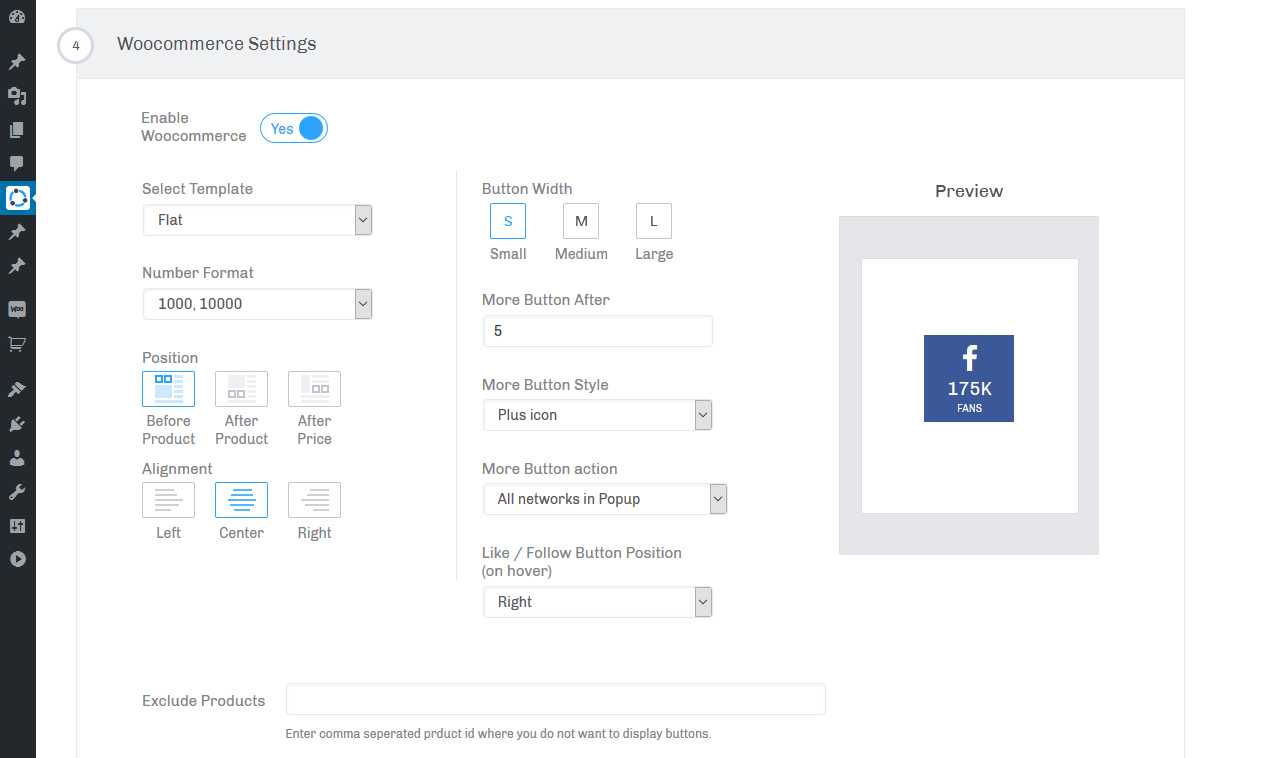 4
Woocommerce Settings
Enable
Woocommerce
Yes
Select Template
Flat
Number Format
1000, 10000
Position
Before
Product
After
Product
After
Price
Alignment
Left
Center
Right
Button Width
S
M
L
Small
Medium
Large
More Button After
5
More Button Style
Plus icon
More Button action
All networks in Popup
Like / Follow Button Position
(on hover)
Right
Preview
f
175K
FANS
Exclude Products
Enter comma seperated prduct id where you do not want to display buttons.
WOO